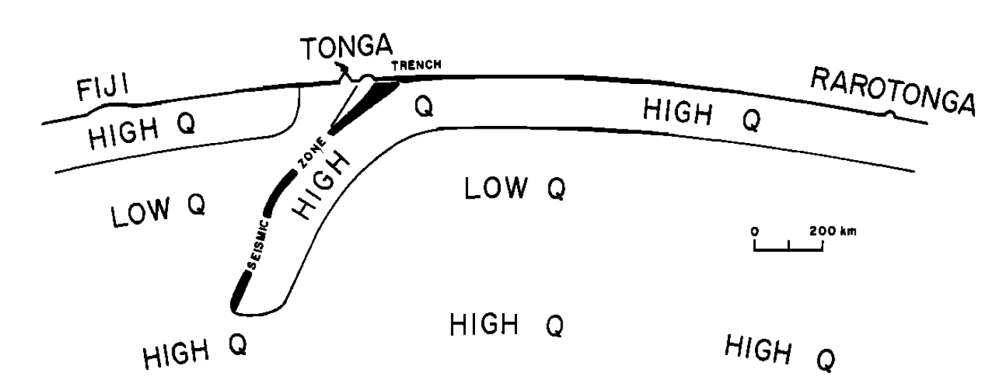 TONGA
TRENCH
FIJI
RAROTONGA
HIGH Q
Q
HIGH Q
SEISMIC ZONE
HIGH
LOW Q
LOW Q
0 200 km
HIGH Q
HIGH Q
HIGH Q